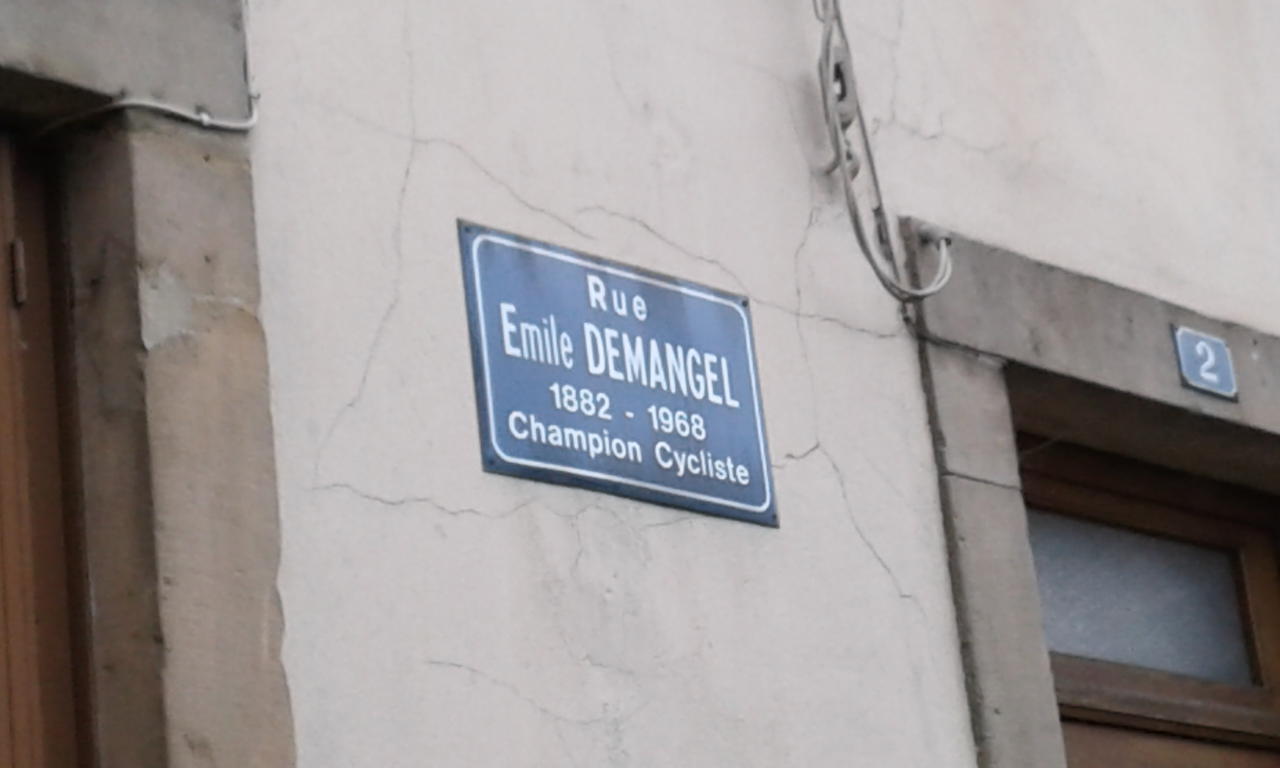 Rue
Emile DEMANGEL
1882 - 1968
Champion Cycliste
2